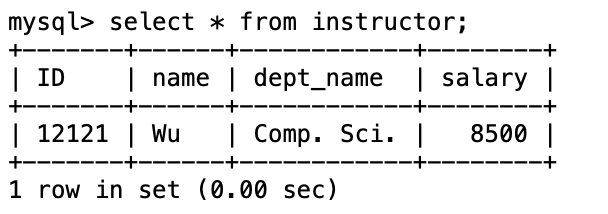 mysql> select * from instructor;
+-------+------+------------+--------+
| ID    | name | dept_name  | salary |
+-------+------+------------+--------+
| 12121 | Wu   | Comp. Sci. |   8500 |
+-------+------+------------+--------+
1 row in set (0.00 sec)